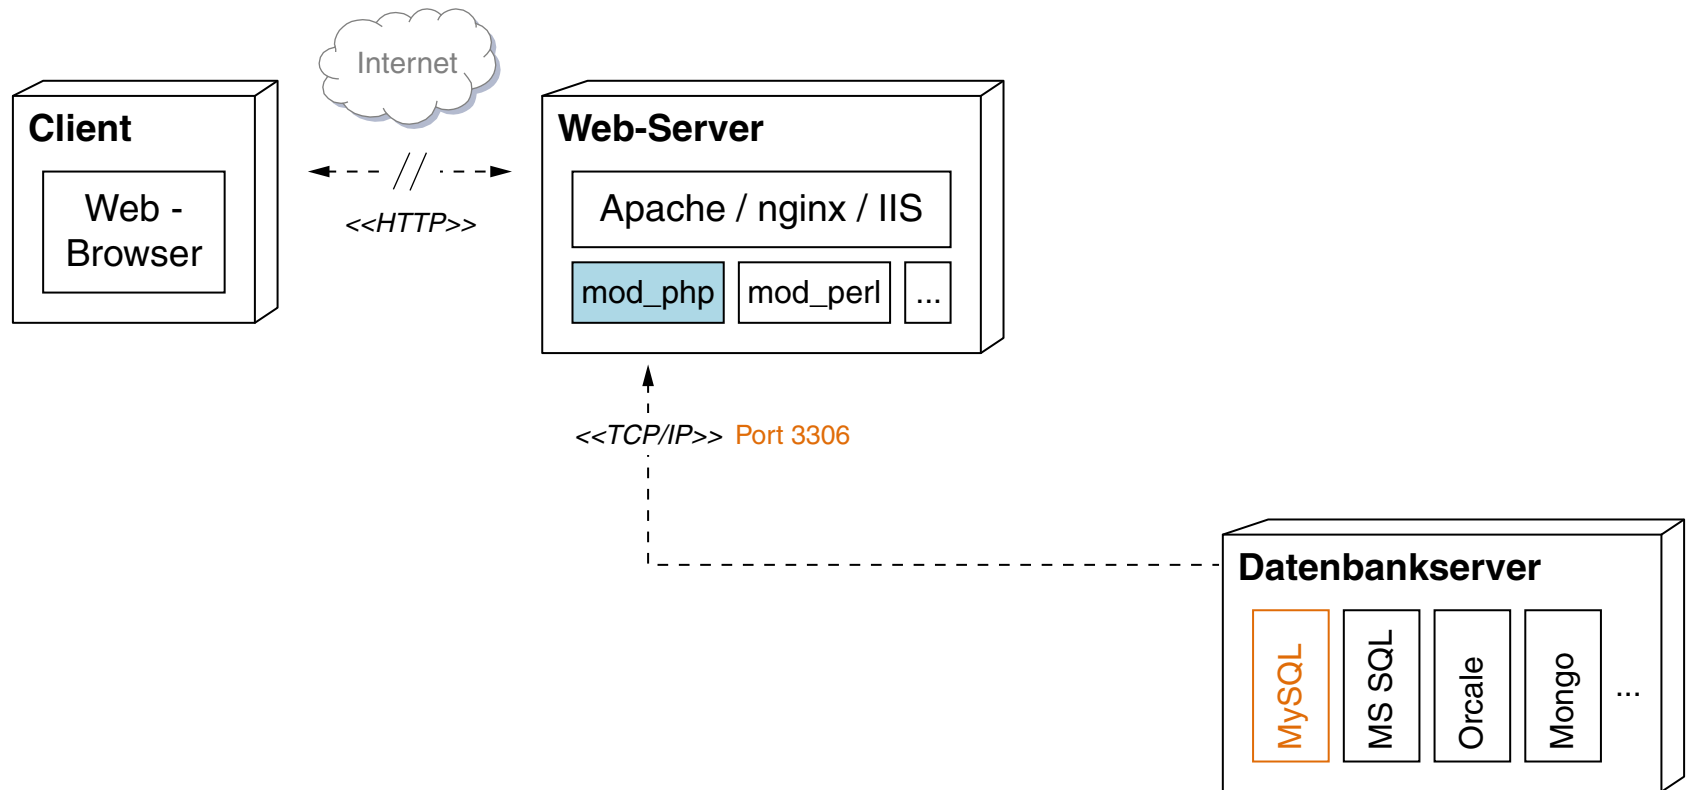 Internet
Client
Web -
Browser
<<HTTP>>
Web-Server
Apache / nginx / IIS
mod_php
mod_perl
...
<<TCP/IP>> Port 3306
Datenbankserver
MySQL
MS SQL
Orcale
Mongo
...